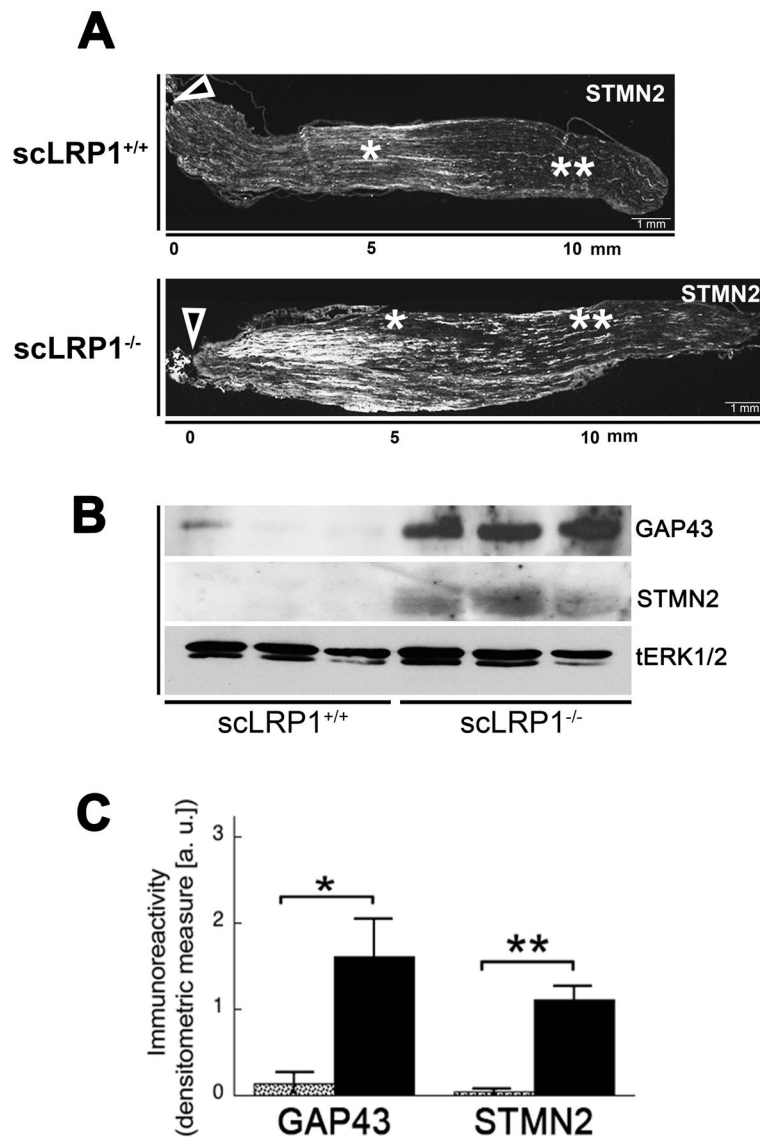 A
STMN2
scLRP1+/+
*
**
1 mm
0 5 10 mm
STMN2
scLRP1-/-
*
**
1 mm
0 5 10 mm
B
GAP43
STMN2
tERK1/2
scLRP1+/+ scLRP1-/-
C
Immunoreactivity
(densitometric measure [a. u.])
3
2
1
0
*
**
GAP43 STMN2